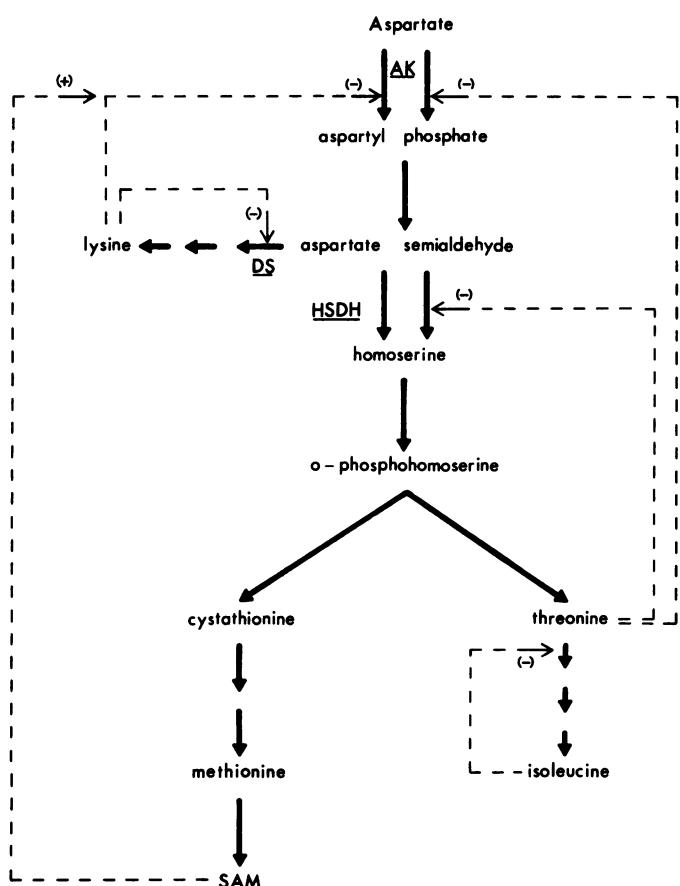 Aspartate
AK
(+)
(-)
(-)
aspartyl phosphate
(-)
lysine
aspartate semialdehyde
DS
HSDH
(-)
homoserine
o - phosphohomoserine
cystathionine
threonine
(-)
methionine
isoleucine
SAM